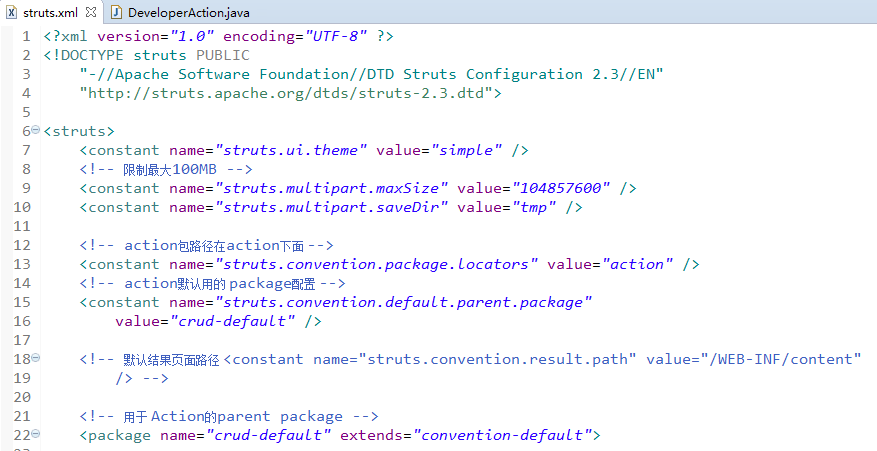 struts.xml DeveloperAction.java
1 <?xml version="1.0" encoding="UTF-8" ?>
2 <!DOCTYPE struts PUBLIC
3 "-//Apache Software Foundation//DTD Struts Configuration 2.3//EN"
4 "http://struts.apache.org/dtds/struts-2.3.dtd">
5
6 <struts>
7 <constant name="struts.ui.theme" value="simple" />
8 <!-- 限制最大100MB -->
9 <constant name="struts.multipart.maxSize" value="104857600" />
10 <constant name="struts.multipart.saveDir" value="tmp" />
11
12 <!-- action包路径在action下面 -->
13 <constant name="struts.convention.package.locators" value="action" />
14 <!-- action默认用的 package配置 -->
15 <constant name="struts.convention.default.parent.package"
16 value="crud-default" />
17
18 <!-- 默认结果页面路径 <constant name="struts.convention.result.path" value="/WEB-INF/content"
19 /> -->
20
21 <!-- 用于 Action的parent package -->
22 <package name="crud-default" extends="convention-default">